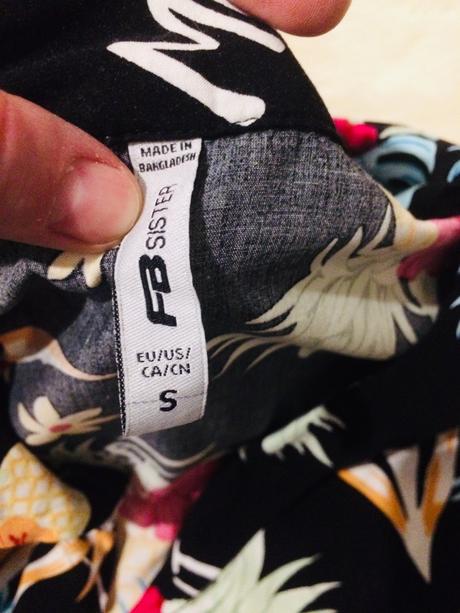 MADE IN
BANGLADESH
FB SISTER
EU/US/
CA/CN
S